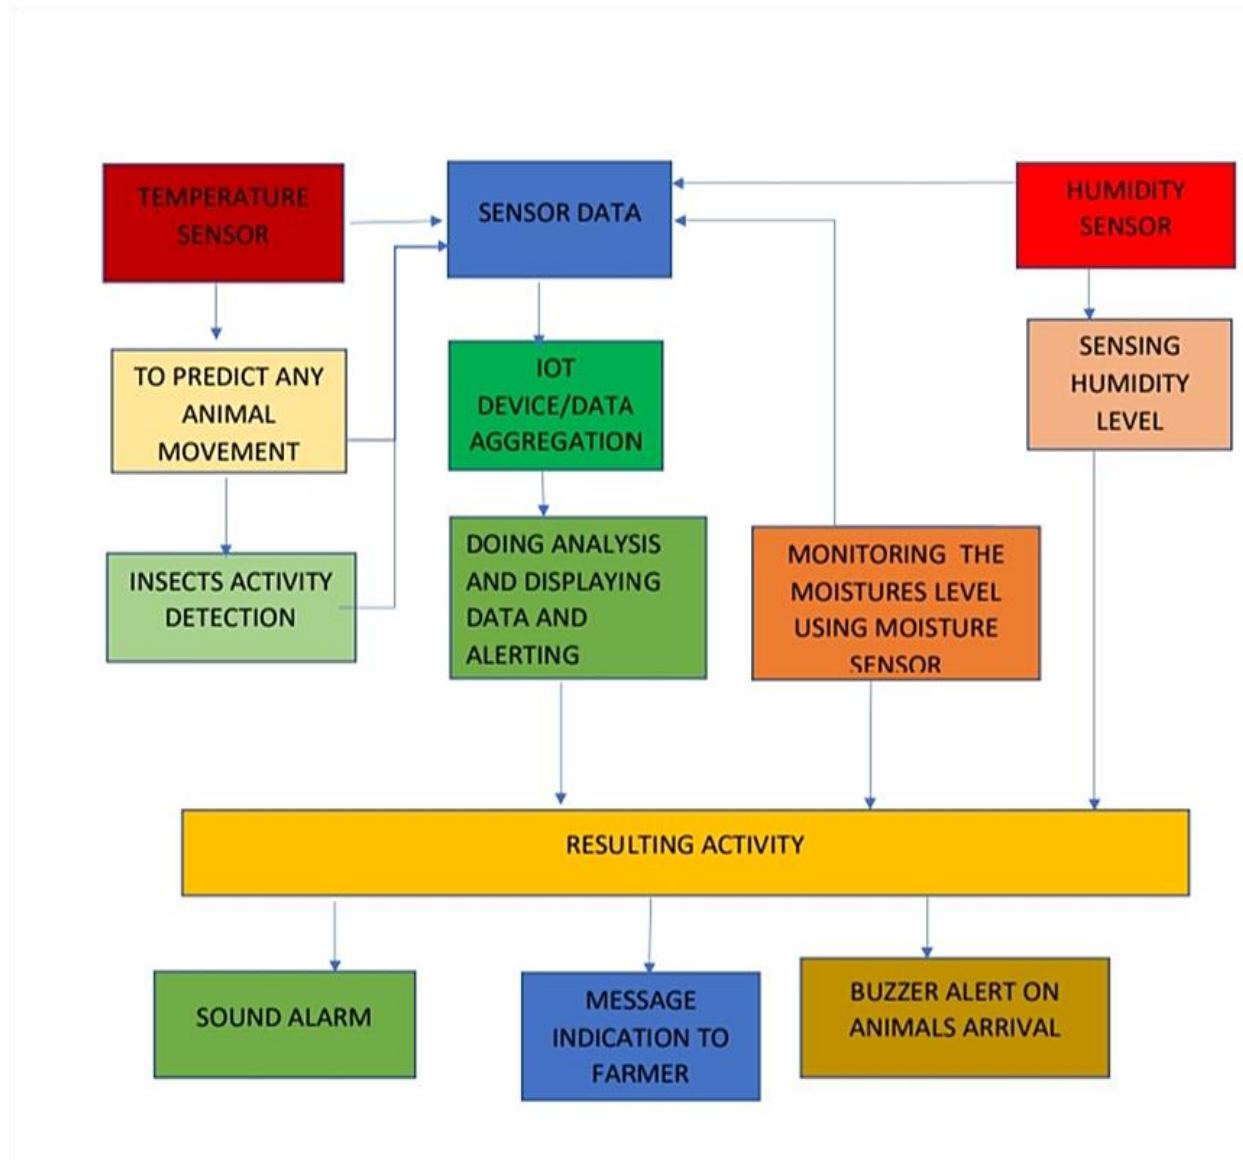 TEMPERATURE
SENSOR
SENSOR DATA
HUMIDITY
SENSOR
TO PREDICT ANY
ANIMAL
MOVEMENT
IOT
DEVICE/DATA
AGGREGATION
SENSING
HUMIDITY
LEVEL
INSECTS ACTIVITY
DETECTION
DOING ANALYSIS
AND DISPLAYING
DATA AND
ALERTING
MONITORING THE
MOISTURES LEVEL
USING MOISTURE
SENSOR
RESULTING ACTIVITY
SOUND ALARM
MESSAGE
INDICATION TO
FARMER
BUZZER ALERT ON
ANIMALS ARRIVAL